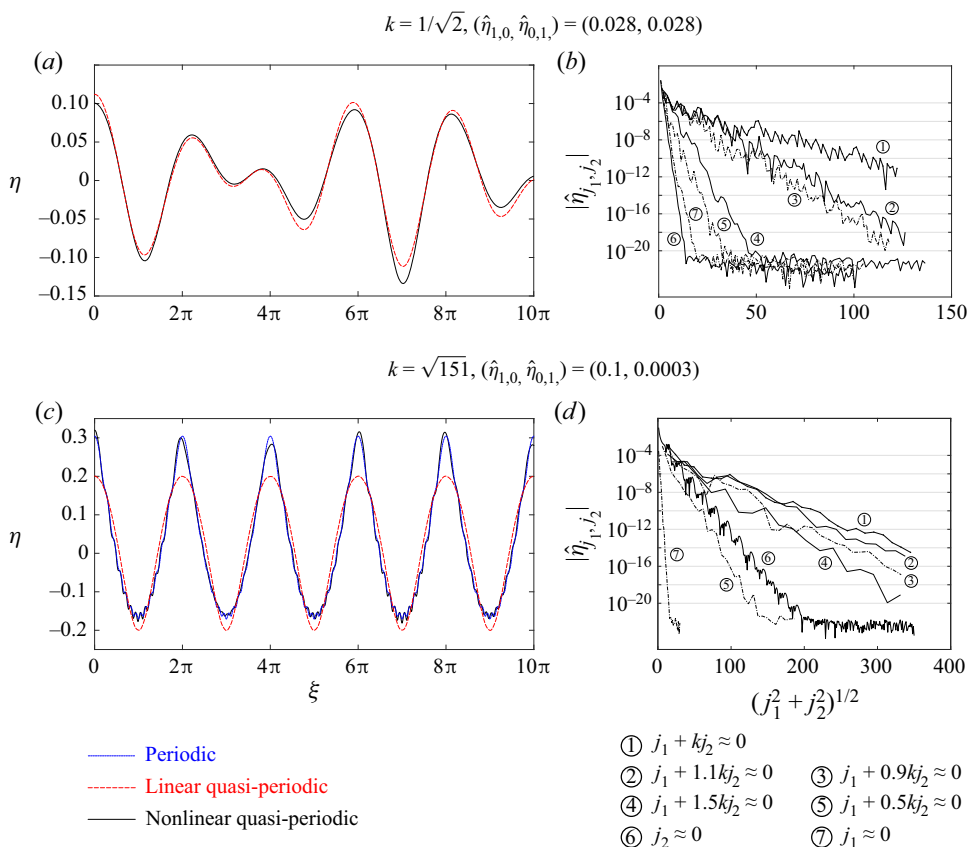 k = 1/√2, (η̂1,0, η̂0,1,) = (0.028, 0.028)
(a)
(b)
0.10
0.05
0
−0.05
−0.10
−0.15
η
0
2π
4π
6π
8π
10π
10−4
10−8
10−12
10−16
10−20
|η̂j1, j2|
①
②
③
④
⑤
⑥
⑦
0
50
100
150
k = √151, (η̂1,0, η̂0,1,) = (0.1, 0.0003)
(c)
(d)
0.3
0.2
0.1
0
−0.1
−0.2
η
0
2π
4π
6π
8π
10π
ξ
10−4
10−8
10−12
10−16
10−20
|η̂j1, j2|
①
②
③
④
⑤
⑥
⑦
0
100
200
300
400
(j1² + j2²)1/2
Periodic
Linear quasi-periodic
Nonlinear quasi-periodic
① j1 + kj2 ≈ 0
② j1 + 1.1kj2 ≈ 0
③ j1 + 0.9kj2 ≈ 0
④ j1 + 1.5kj2 ≈ 0
⑤ j1 + 0.5kj2 ≈ 0
⑥ j2 ≈ 0
⑦ j1 ≈ 0